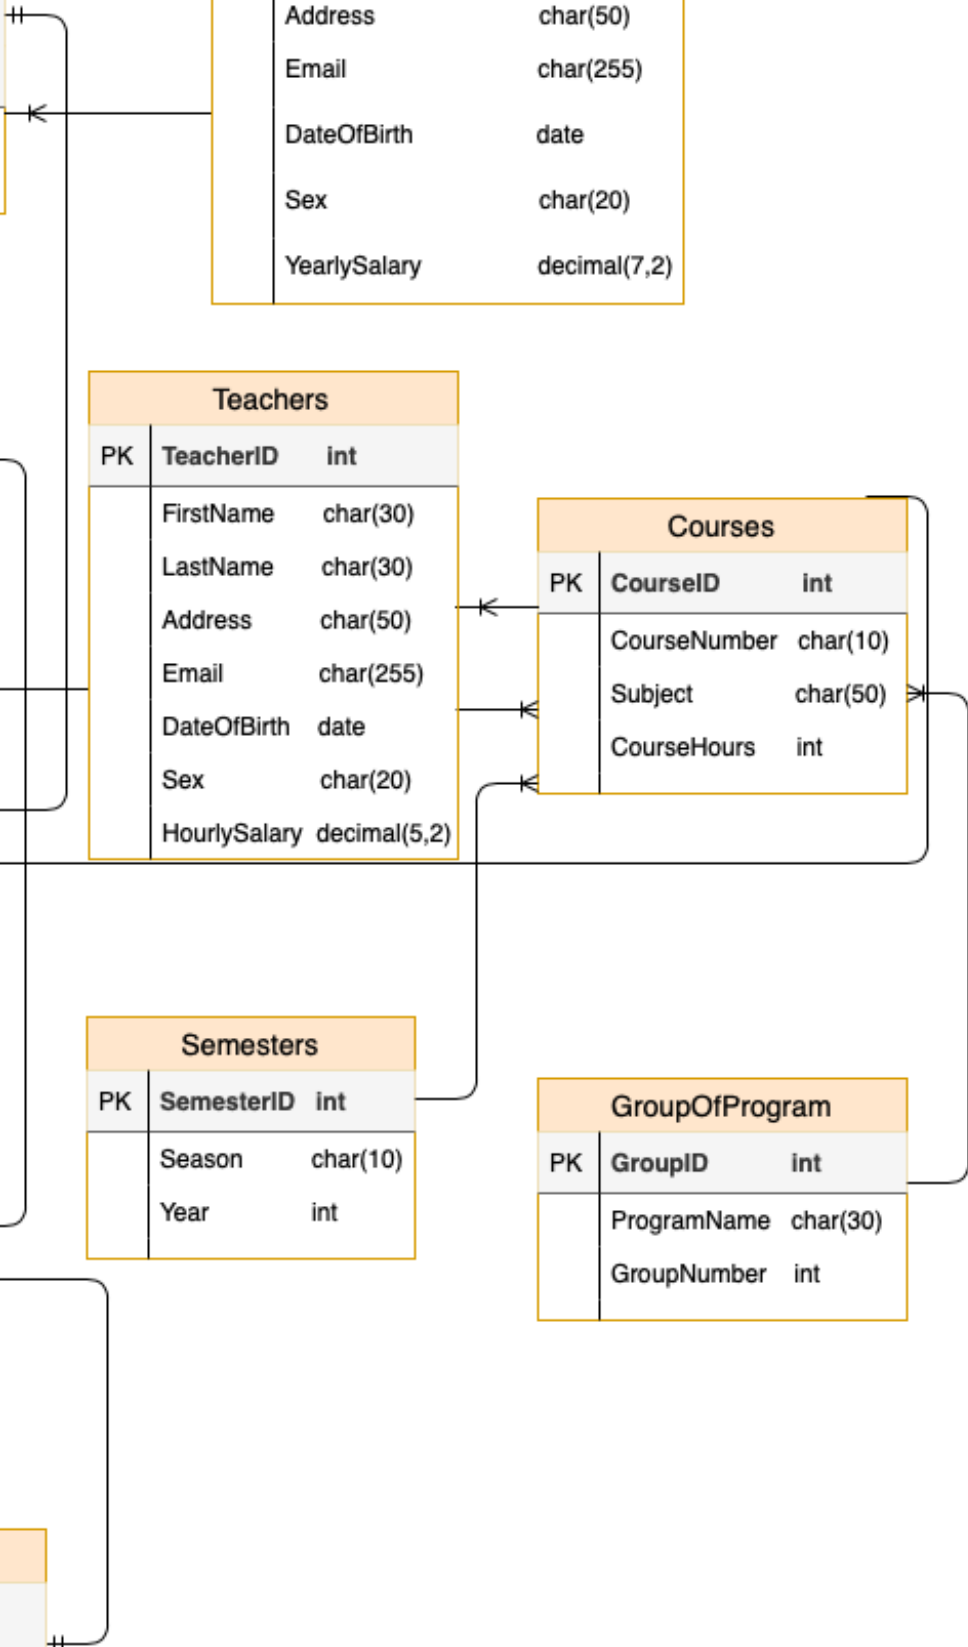 Address char(50)
Email char(255)
DateOfBirth date
Sex char(20)
YearlySalary decimal(7,2)
Teachers
PK TeacherID int
FirstName char(30)
LastName char(30)
Address char(50)
Email char(255)
DateOfBirth date
Sex char(20)
HourlySalary decimal(5,2)
Courses
PK CourseID int
CourseNumber char(10)
Subject char(50)
CourseHours int
Semesters
PK SemesterID int
Season char(10)
Year int
GroupOfProgram
PK GroupID int
ProgramName char(30)
GroupNumber int